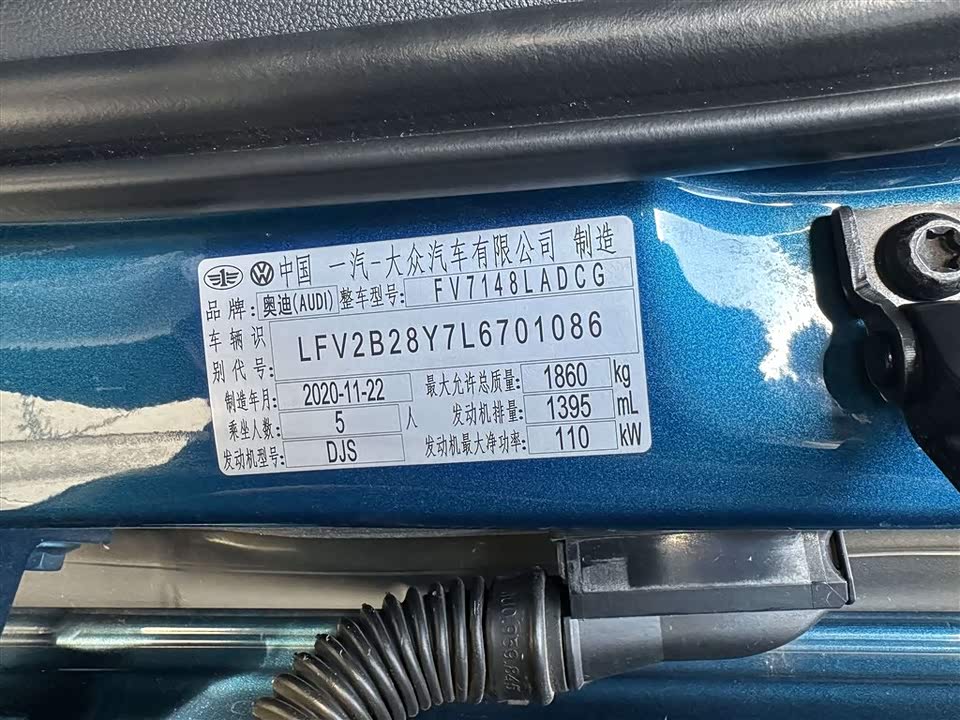 中国 一汽-大众汽车有限公司 制造
品牌: 奥迪(AUDI) 整车型号: FV7148LADCG
车辆识别代号: LFV2B28Y7L6701086
制造年月: 2020-11-22 最大允许总质量: 1860 kg
乘坐人数: 5 人 发动机排量: 1395 mL
发动机型号: DJS 发动机最大净功率: 110 kW